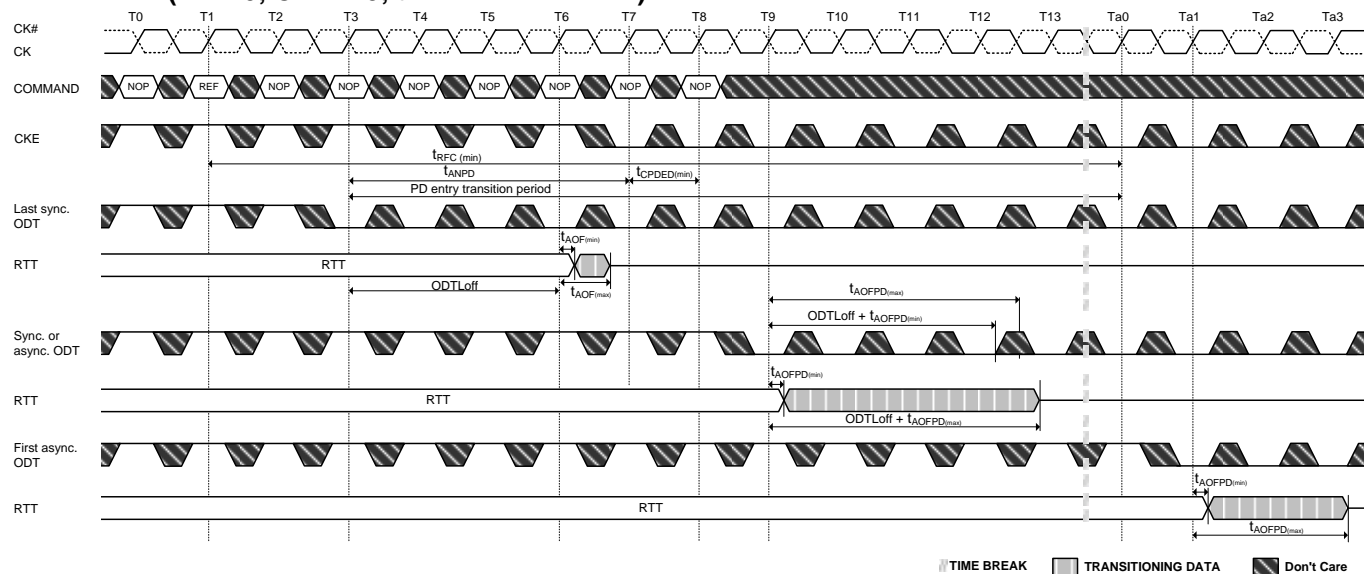 T0 T1 T2 T3 T4 T5 T6 T7 T8 T9 T10 T11 T12 T13 Ta0 Ta1 Ta2 Ta3
CK#
CK
COMMAND NOP REF NOP NOP NOP NOP NOP NOP NOP
CKE
tRFC (min)
tANPD tCPDED(min)
PD entry transition period
Last sync.
ODT
tAOF(min)
RTT RTT
ODTLoff tAOF(max)
tAOFPD(max)
ODTLoff + tAOFPD(min)
Sync. or
async. ODT
tAOFPD(min)
RTT RTT
ODTLoff + tAOFPD(max)
First async.
ODT
tAOFPD(min)
RTT RTT
tAOFPD(max)
TIME BREAK TRANSITIONING DATA Don't Care